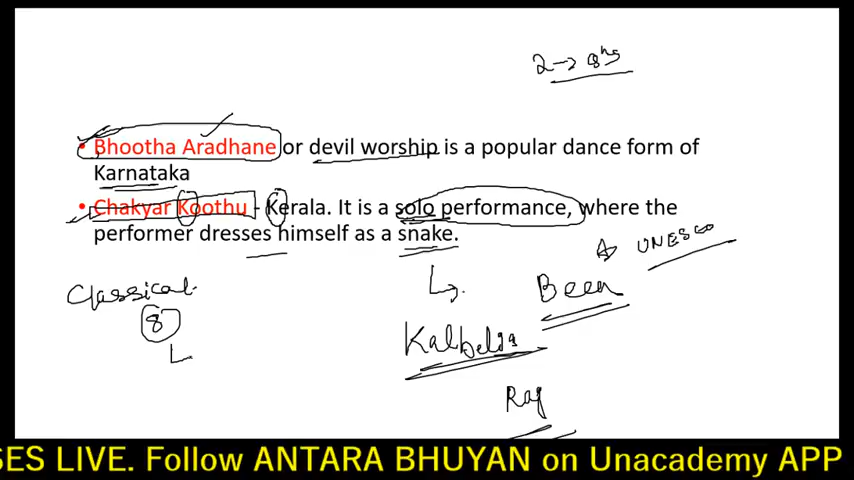 2 → 8 hs
• Bhootha Aradhane or devil worship is a popular dance form of
Karnataka
• Chakyar Koothu - Kerala. It is a solo performance, where the
performer dresses himself as a snake.
UNESCO
Been
Classical
8
Kalbelia
Raj
SES LIVE. Follow ANTARA BHUYAN on Unacademy APP